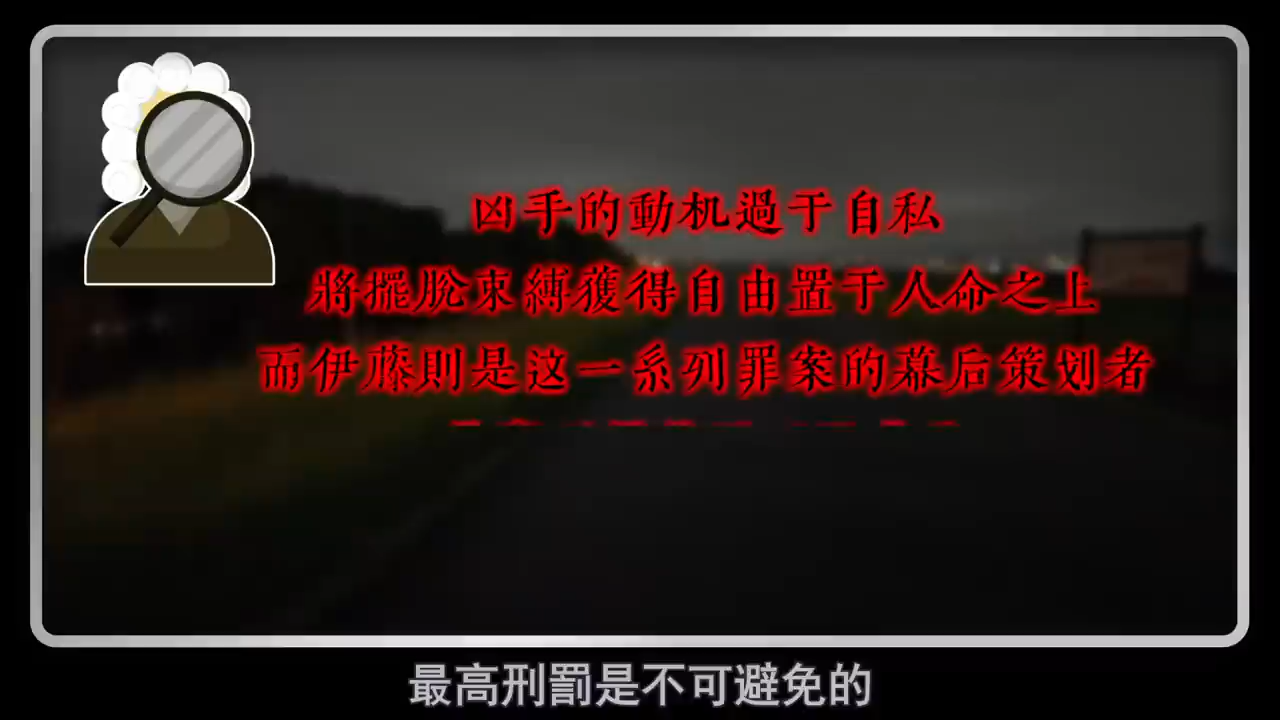 凶手的動机過于自私
將擺脫束縛獲得自由置于人命之上
而伊藤則是这一系列罪案的幕后策划者
最高刑罰是不可避免的